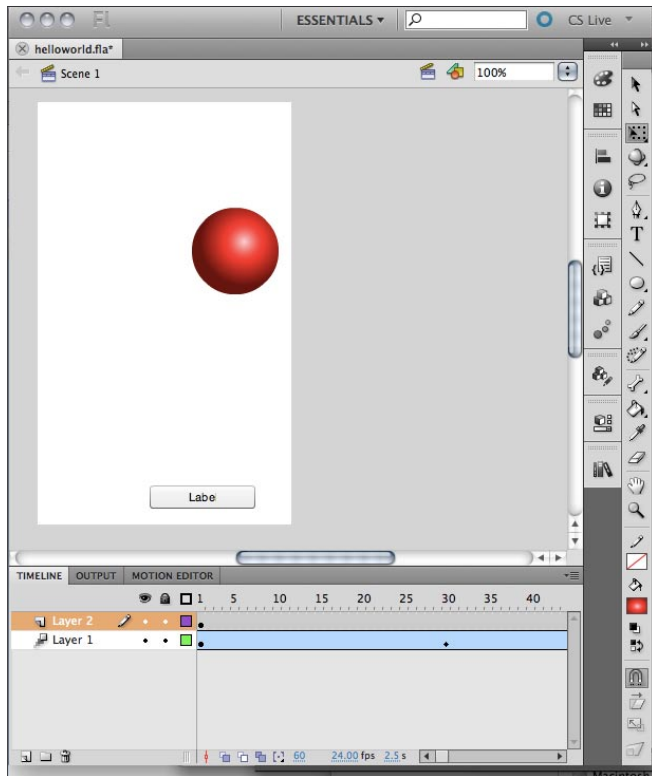 Fl ESSENTIALS CS Live
helloworld.fla*
Scene 1 100%
T
Label
TIMELINE OUTPUT MOTION EDITOR
1 5 10 15 20 25 30 35 40
Layer 2
Layer 1
60 24.00 fps 2.5 s
Macintosh